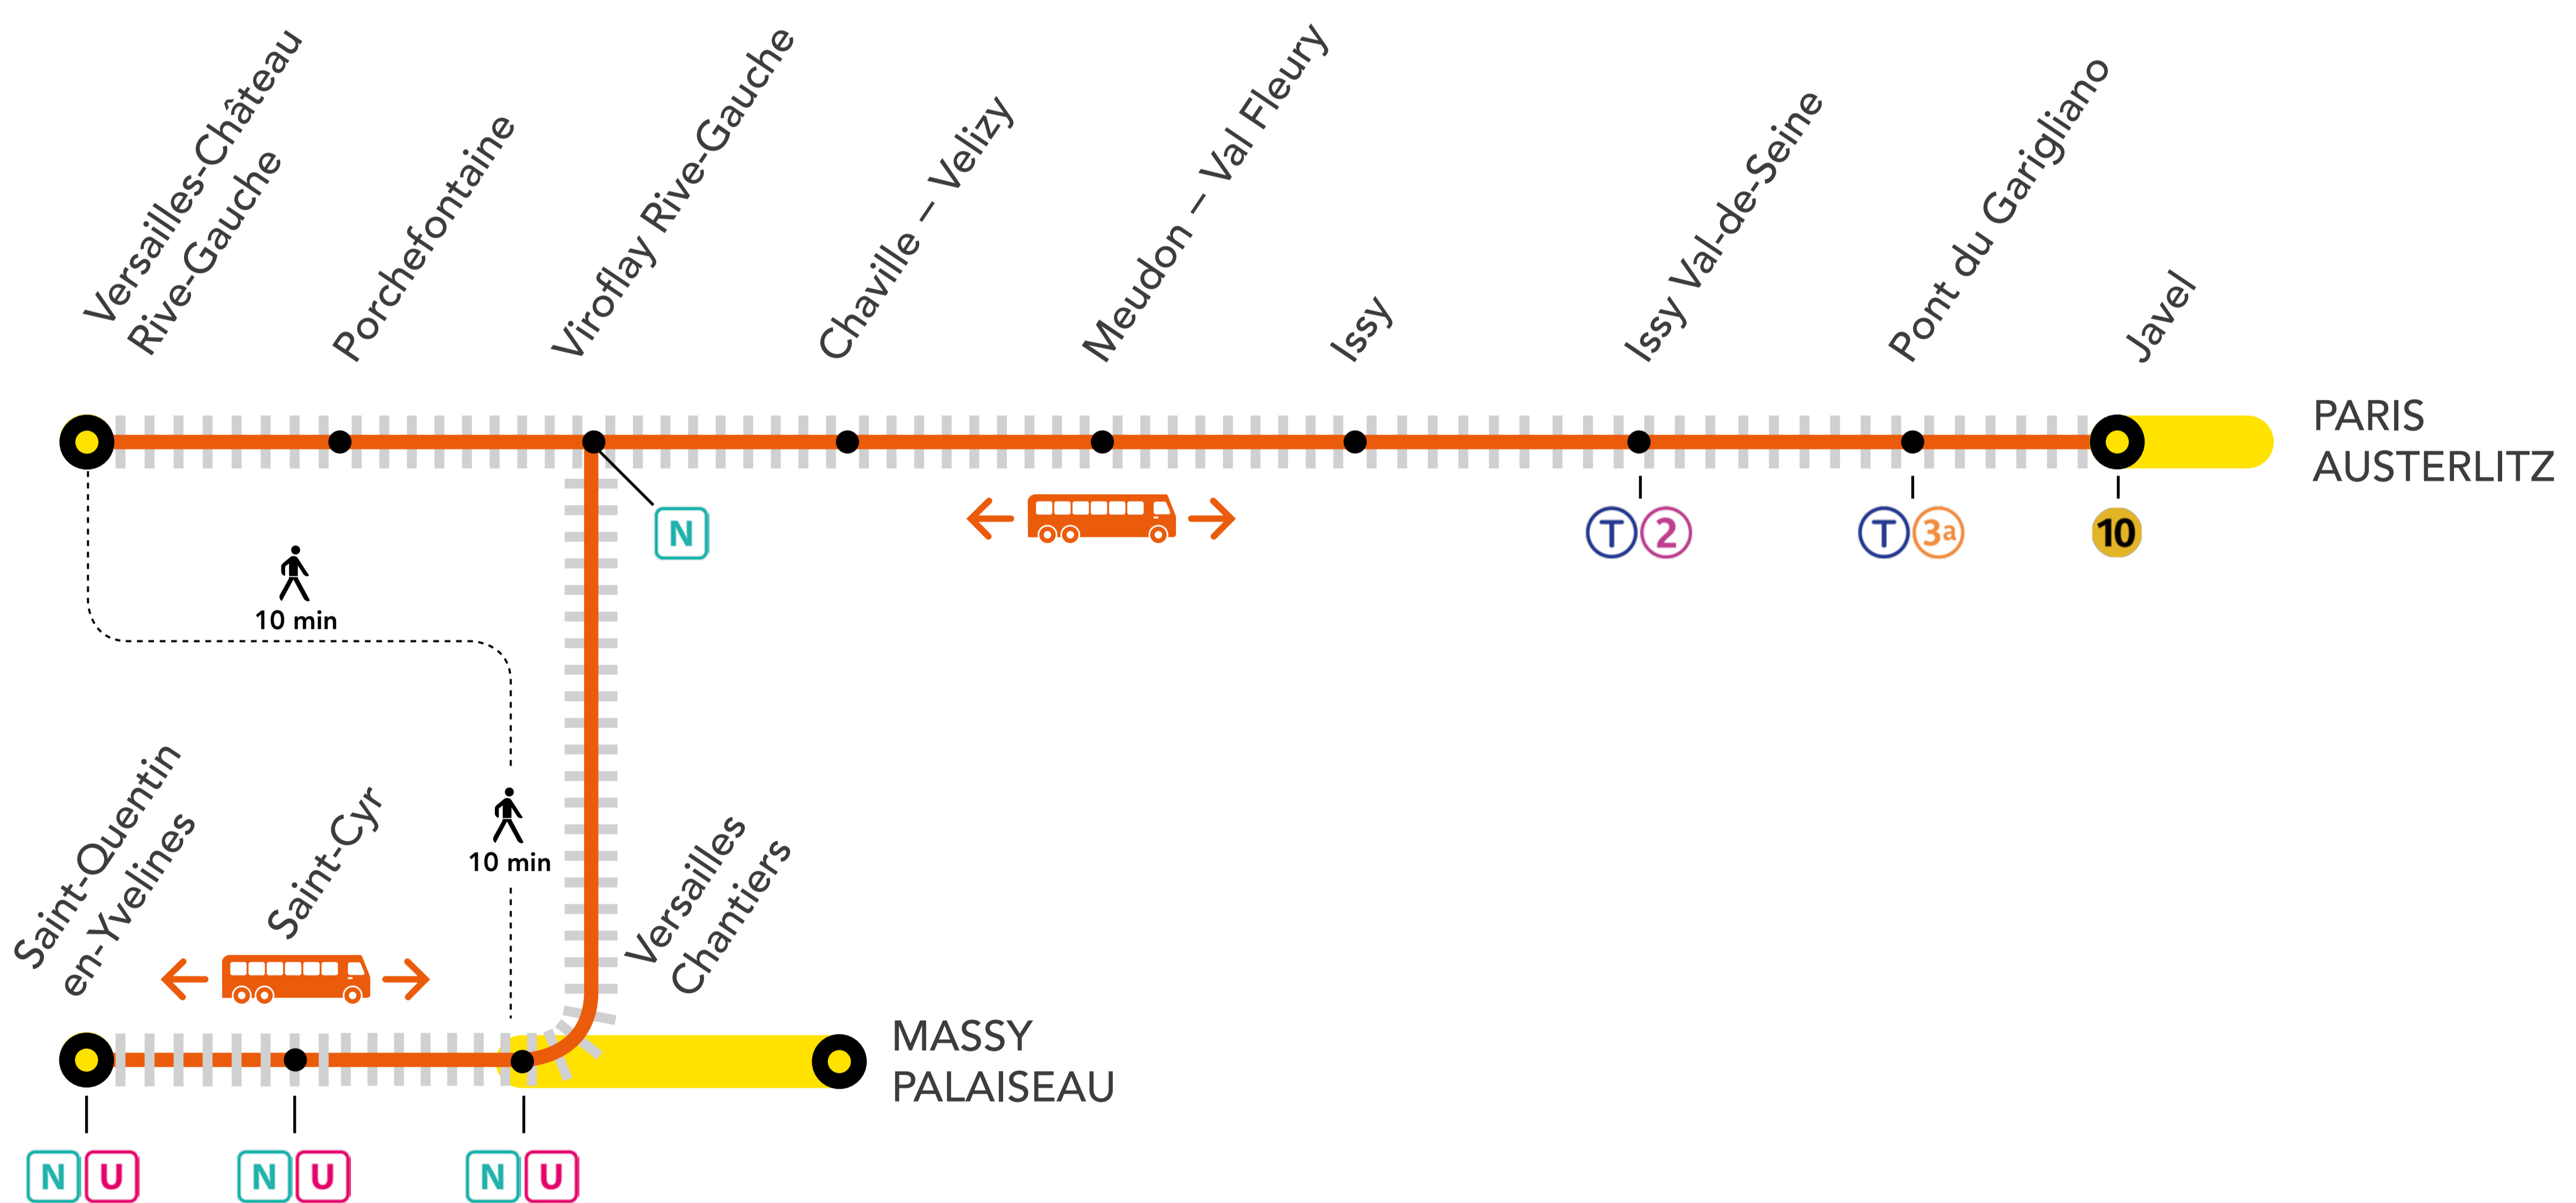 Versailles-Château
Rive-Gauche
Porchefontaine
Viroflay Rive-Gauche
Chaville – Velizy
Meudon – Val Fleury
Issy
Issy Val-de-Seine
Pont du Garigliano
Javel
PARIS
AUSTERLITZ
N
T 2
T 3a
10
10 min
10 min
Saint-Quentin
en-Yvelines
Saint-Cyr
Versailles
Chantiers
MASSY
PALAISEAU
N U
N U
N U